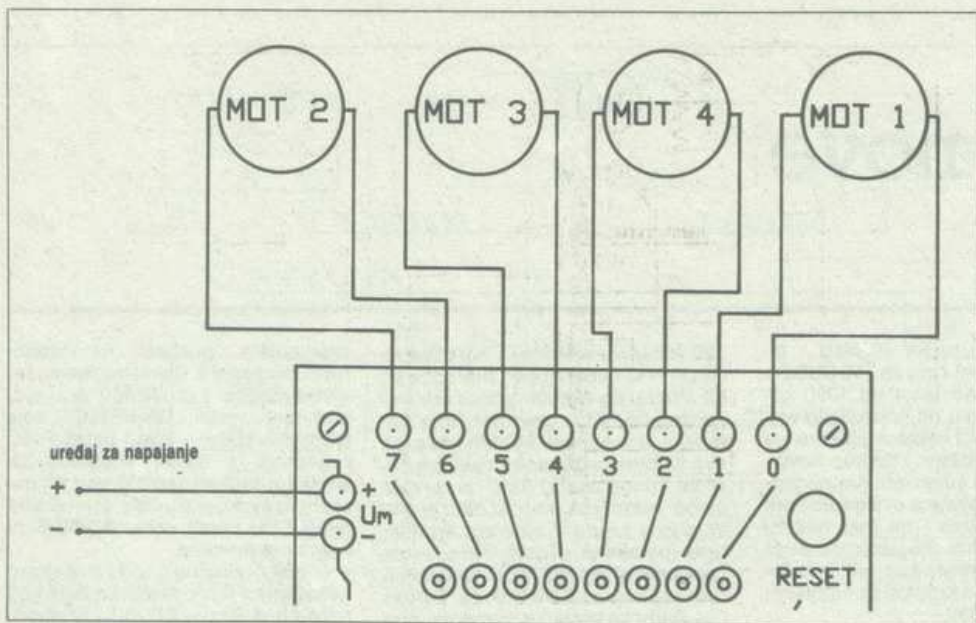 MOT 2 MOT 3 MOT 4 MOT 1
7 6 5 4 3 2 1 0
uređaj za napajanje
+ +
Um
- -
RESET